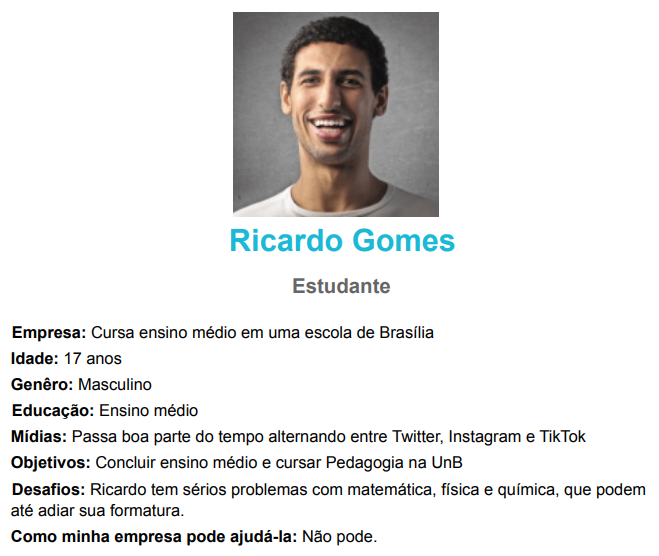 Ricardo Gomes
Estudante
Empresa: Cursa ensino médio em uma escola de Brasília
Idade: 17 anos
Genêro: Masculino
Educação: Ensino médio
Mídias: Passa boa parte do tempo alternando entre Twitter, Instagram e TikTok
Objetivos: Concluir ensino médio e cursar Pedagogia na UnB
Desafios: Ricardo tem sérios problemas com matemática, física e química, que podem
até adiar sua formatura.
Como minha empresa pode ajudá-la: Não pode.